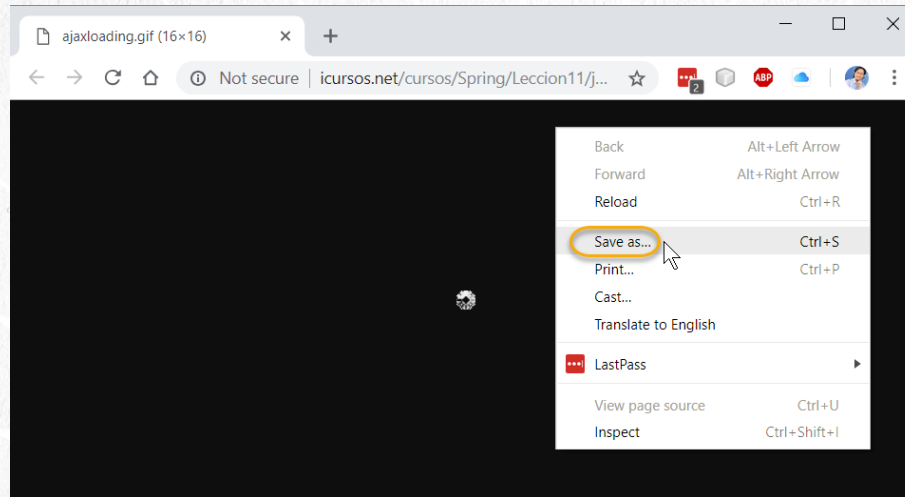 ajaxloading.gif (16×16)
Not secure | icursos.net/cursos/Spring/Leccion11/j...
2
ABP
Back Alt+Left Arrow
Forward Alt+Right Arrow
Reload Ctrl+R
Save as... Ctrl+S
Print... Ctrl+P
Cast...
Translate to English
LastPass
View page source Ctrl+U
Inspect Ctrl+Shift+I